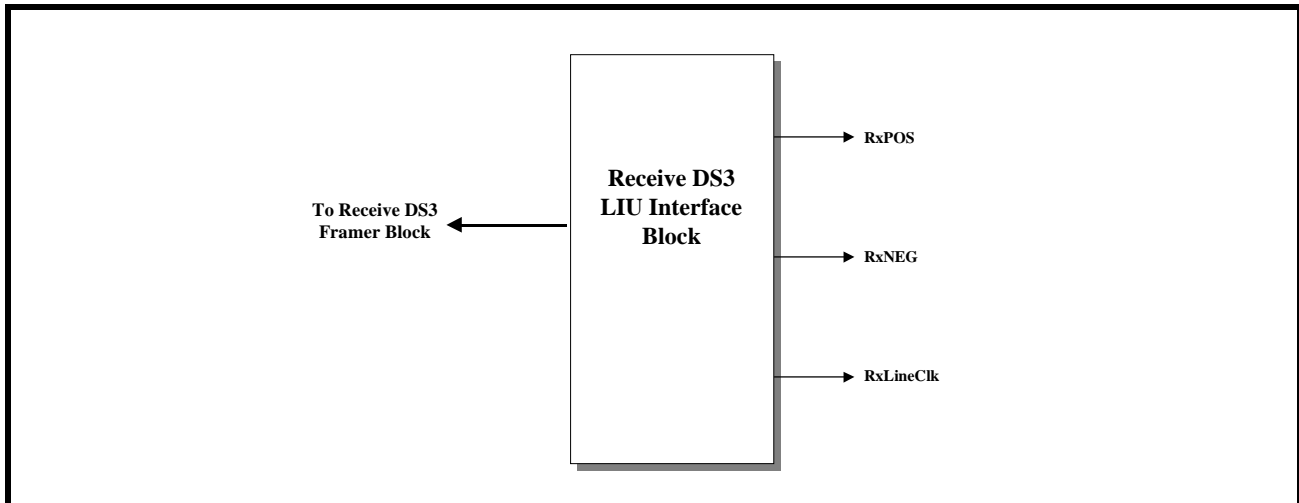 To Receive DS3
Framer Block
Receive DS3
LIU Interface
Block
RxPOS
RxNEG
RxLineClk